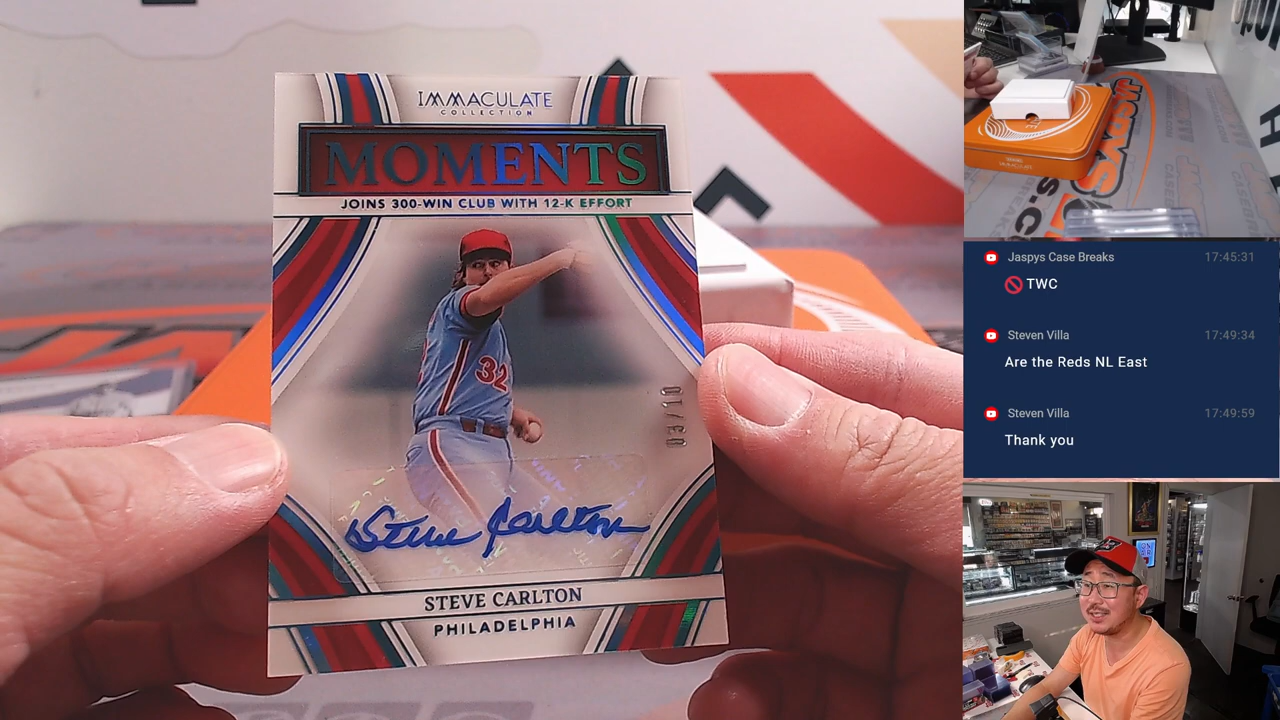 IMMACULATE
COLLECTION
MOMENTS
JOINS 300-WIN CLUB WITH 12-K EFFORT
32
03/10
Steve Carlton
STEVE CARLTON
PHILADELPHIA
JASPYS
Jaspys Case Breaks 17:45:31
TWC
Steven Villa 17:49:34
Are the Reds NL East
Steven Villa 17:49:59
Thank you